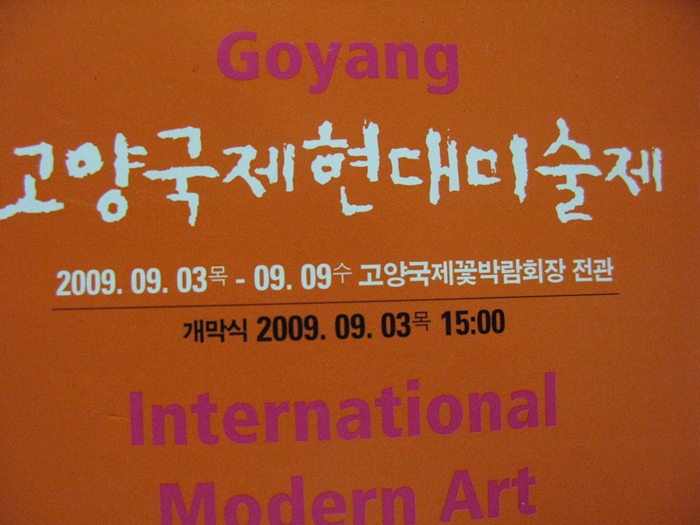 Goyang
고양국제현대미술제
2009. 09. 03목 - 09. 09수 고양국제꽃박람회장 전관
개막식 2009. 09. 03목 15:00
International
Modern Art